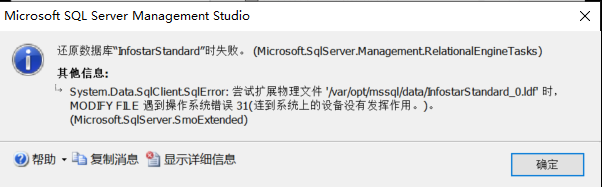 Microsoft SQL Server Management Studio
还原数据库“InfostarStandard”时失败。 (Microsoft.SqlServer.Management.RelationalEngineTasks)
其他信息:
System.Data.SqlClient.SqlError: 尝试扩展物理文件 '/var/opt/mssql/data/InfostarStandard_0.ldf' 时，
MODIFY FILE 遇到操作系统错误 31(连到系统上的设备没有发挥作用。)。
(Microsoft.SqlServer.SmoExtended)
帮助 复制消息 显示详细信息 确定